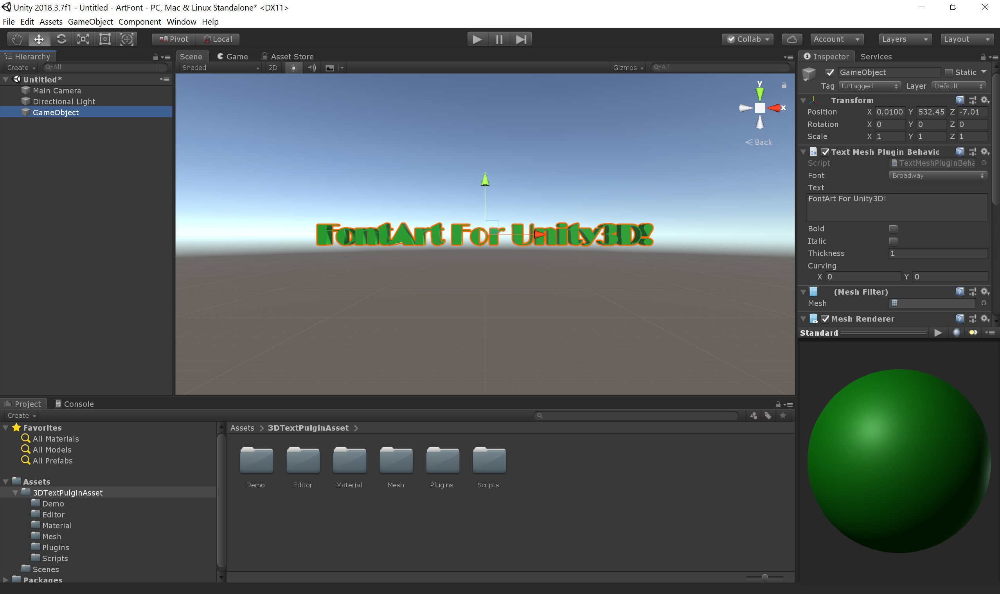 Unity 2018.3.7f1 - Untitled - ArtFont - PC, Mac & Linux Standalone* <DX11>
File Edit Assets GameObject Component Window Help
Pivot Local
Collab Account Layers Layout
Hierarchy
Create All
Untitled*
Main Camera
Directional Light
GameObject
Scene Game Asset Store
Shaded 2D Gizmos All
y
x
Back
FontArt For Unity3D!
Inspector Services
GameObject Static
Tag Untagged Layer Default
Transform
Position X 0.0100 Y 532.45 Z -7.01
Rotation X 0 Y 0 Z 0
Scale X 1 Y 1 Z 1
C# Text Mesh Plugin Behavio
Script TextMeshPluginBeha
Font Broadway
Text
FontArt For Unity3D!
Bold
Italic
Thickness 1
Curving
X 0 Y 0
(Mesh Filter)
Mesh
Mesh Renderer
Standard
Project Console
Create
Favorites
All Materials
All Models
All Prefabs
Assets
3DTextPulginAsset
Demo
Editor
Material
Mesh
Plugins
Scripts
Scenes
Packages
Assets 3DTextPulginAsset
Demo Editor Material Mesh Plugins Scripts